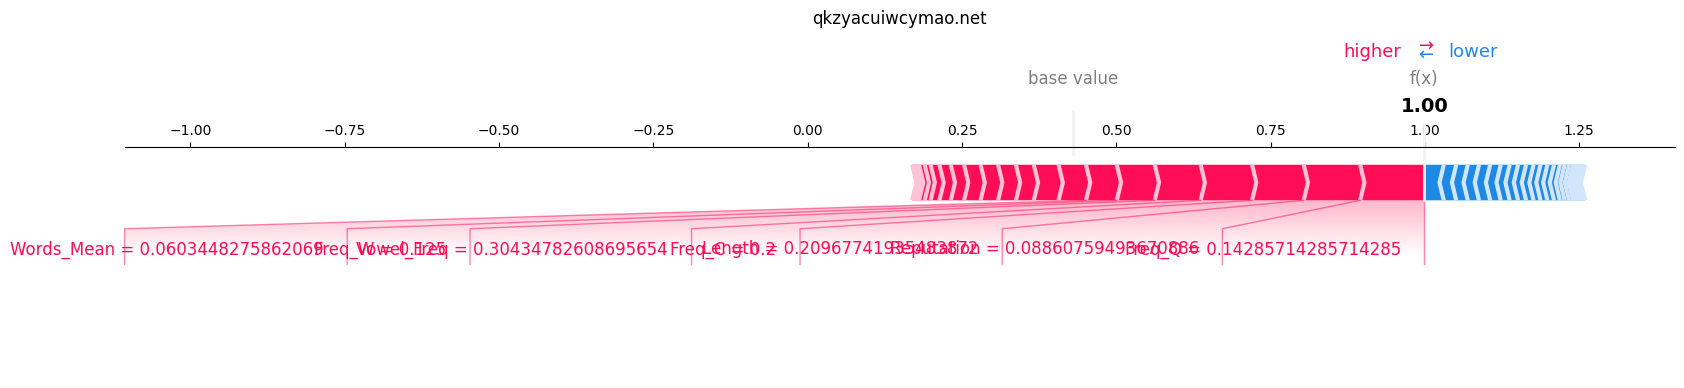 qkzyacuiwcymao.net
higher ⇄ lower
base value f(x)
1.00
−1.00 −0.75 −0.50 −0.25 0.00 0.25 0.50 0.75 1.00 1.25
Words_Mean = 0.0603448275862069 Freq_W = 0.125 Vowel_Freq = 0.30434782608695654 Freq_C = 0.2 Length = 0.20967741935483872 Reputation = 0.08860759493670886 Freq_Q = 0.14285714285714285